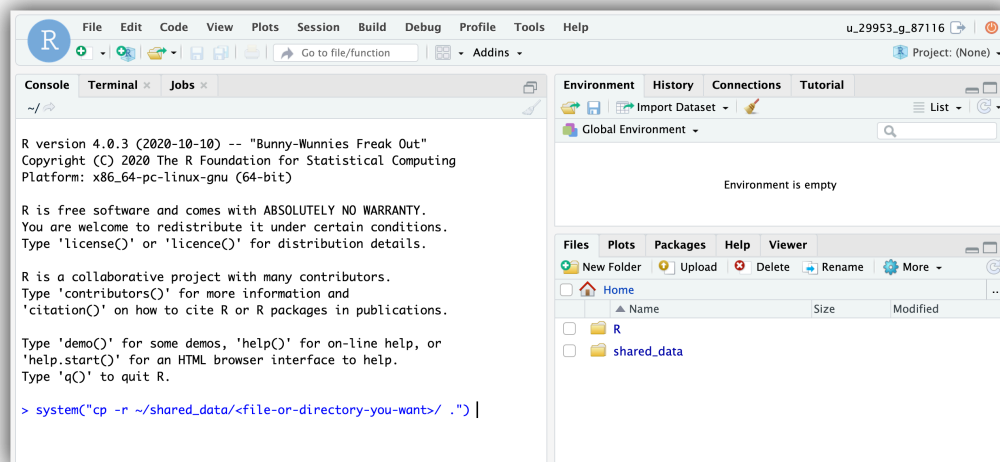 R
File Edit Code View Plots Session Build Debug Profile Tools Help
u_29953_g_87116
Go to file/function
Addins
R Project: (None)
Console Terminal Jobs
~/
R version 4.0.3 (2020-10-10) -- "Bunny-Wunnies Freak Out"
Copyright (C) 2020 The R Foundation for Statistical Computing
Platform: x86_64-pc-linux-gnu (64-bit)
R is free software and comes with ABSOLUTELY NO WARRANTY.
You are welcome to redistribute it under certain conditions.
Type 'license()' or 'licence()' for distribution details.
R is a collaborative project with many contributors.
Type 'contributors()' for more information and
'citation()' on how to cite R or R packages in publications.
Type 'demo()' for some demos, 'help()' for on-line help, or
'help.start()' for an HTML browser interface to help.
Type 'q()' to quit R.
> system("cp -r ~/shared_data/<file-or-directory-you-want>/ .")
Environment History Connections Tutorial
Import Dataset
List
Global Environment
Environment is empty
Files Plots Packages Help Viewer
New Folder Upload Delete Rename More
Home
..
Name Size Modified
R
shared_data